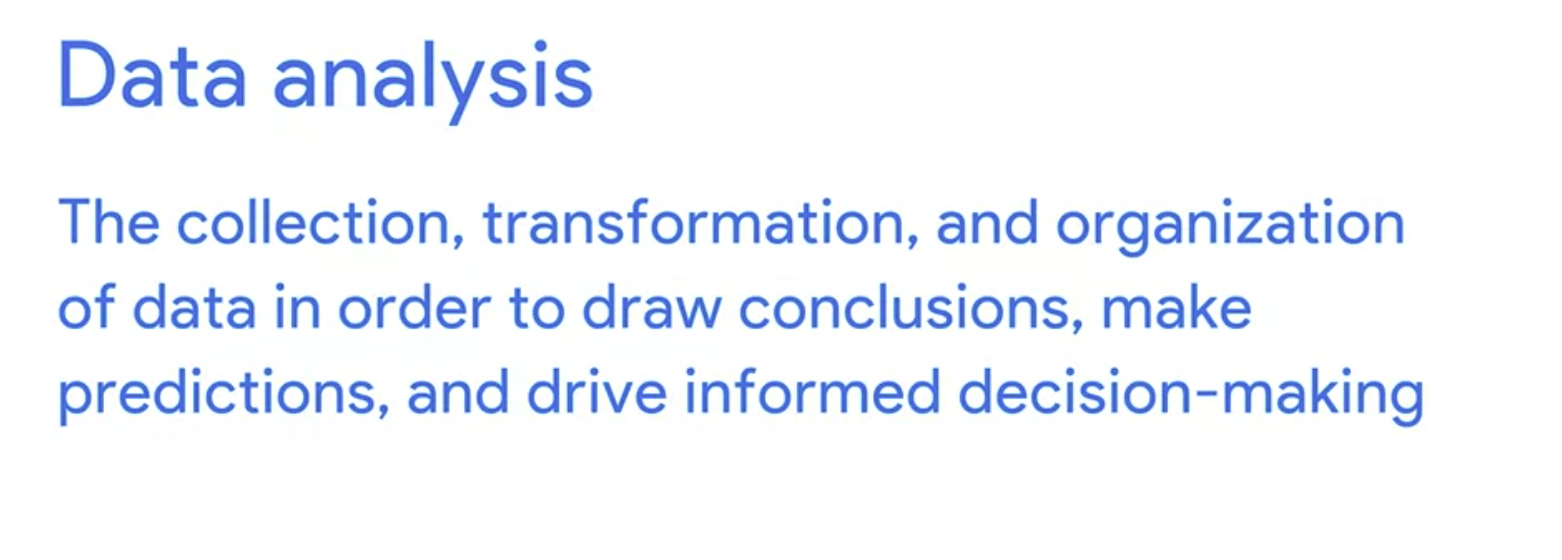 Data analysis
The collection, transformation, and organization
of data in order to draw conclusions, make
predictions, and drive informed decision-making